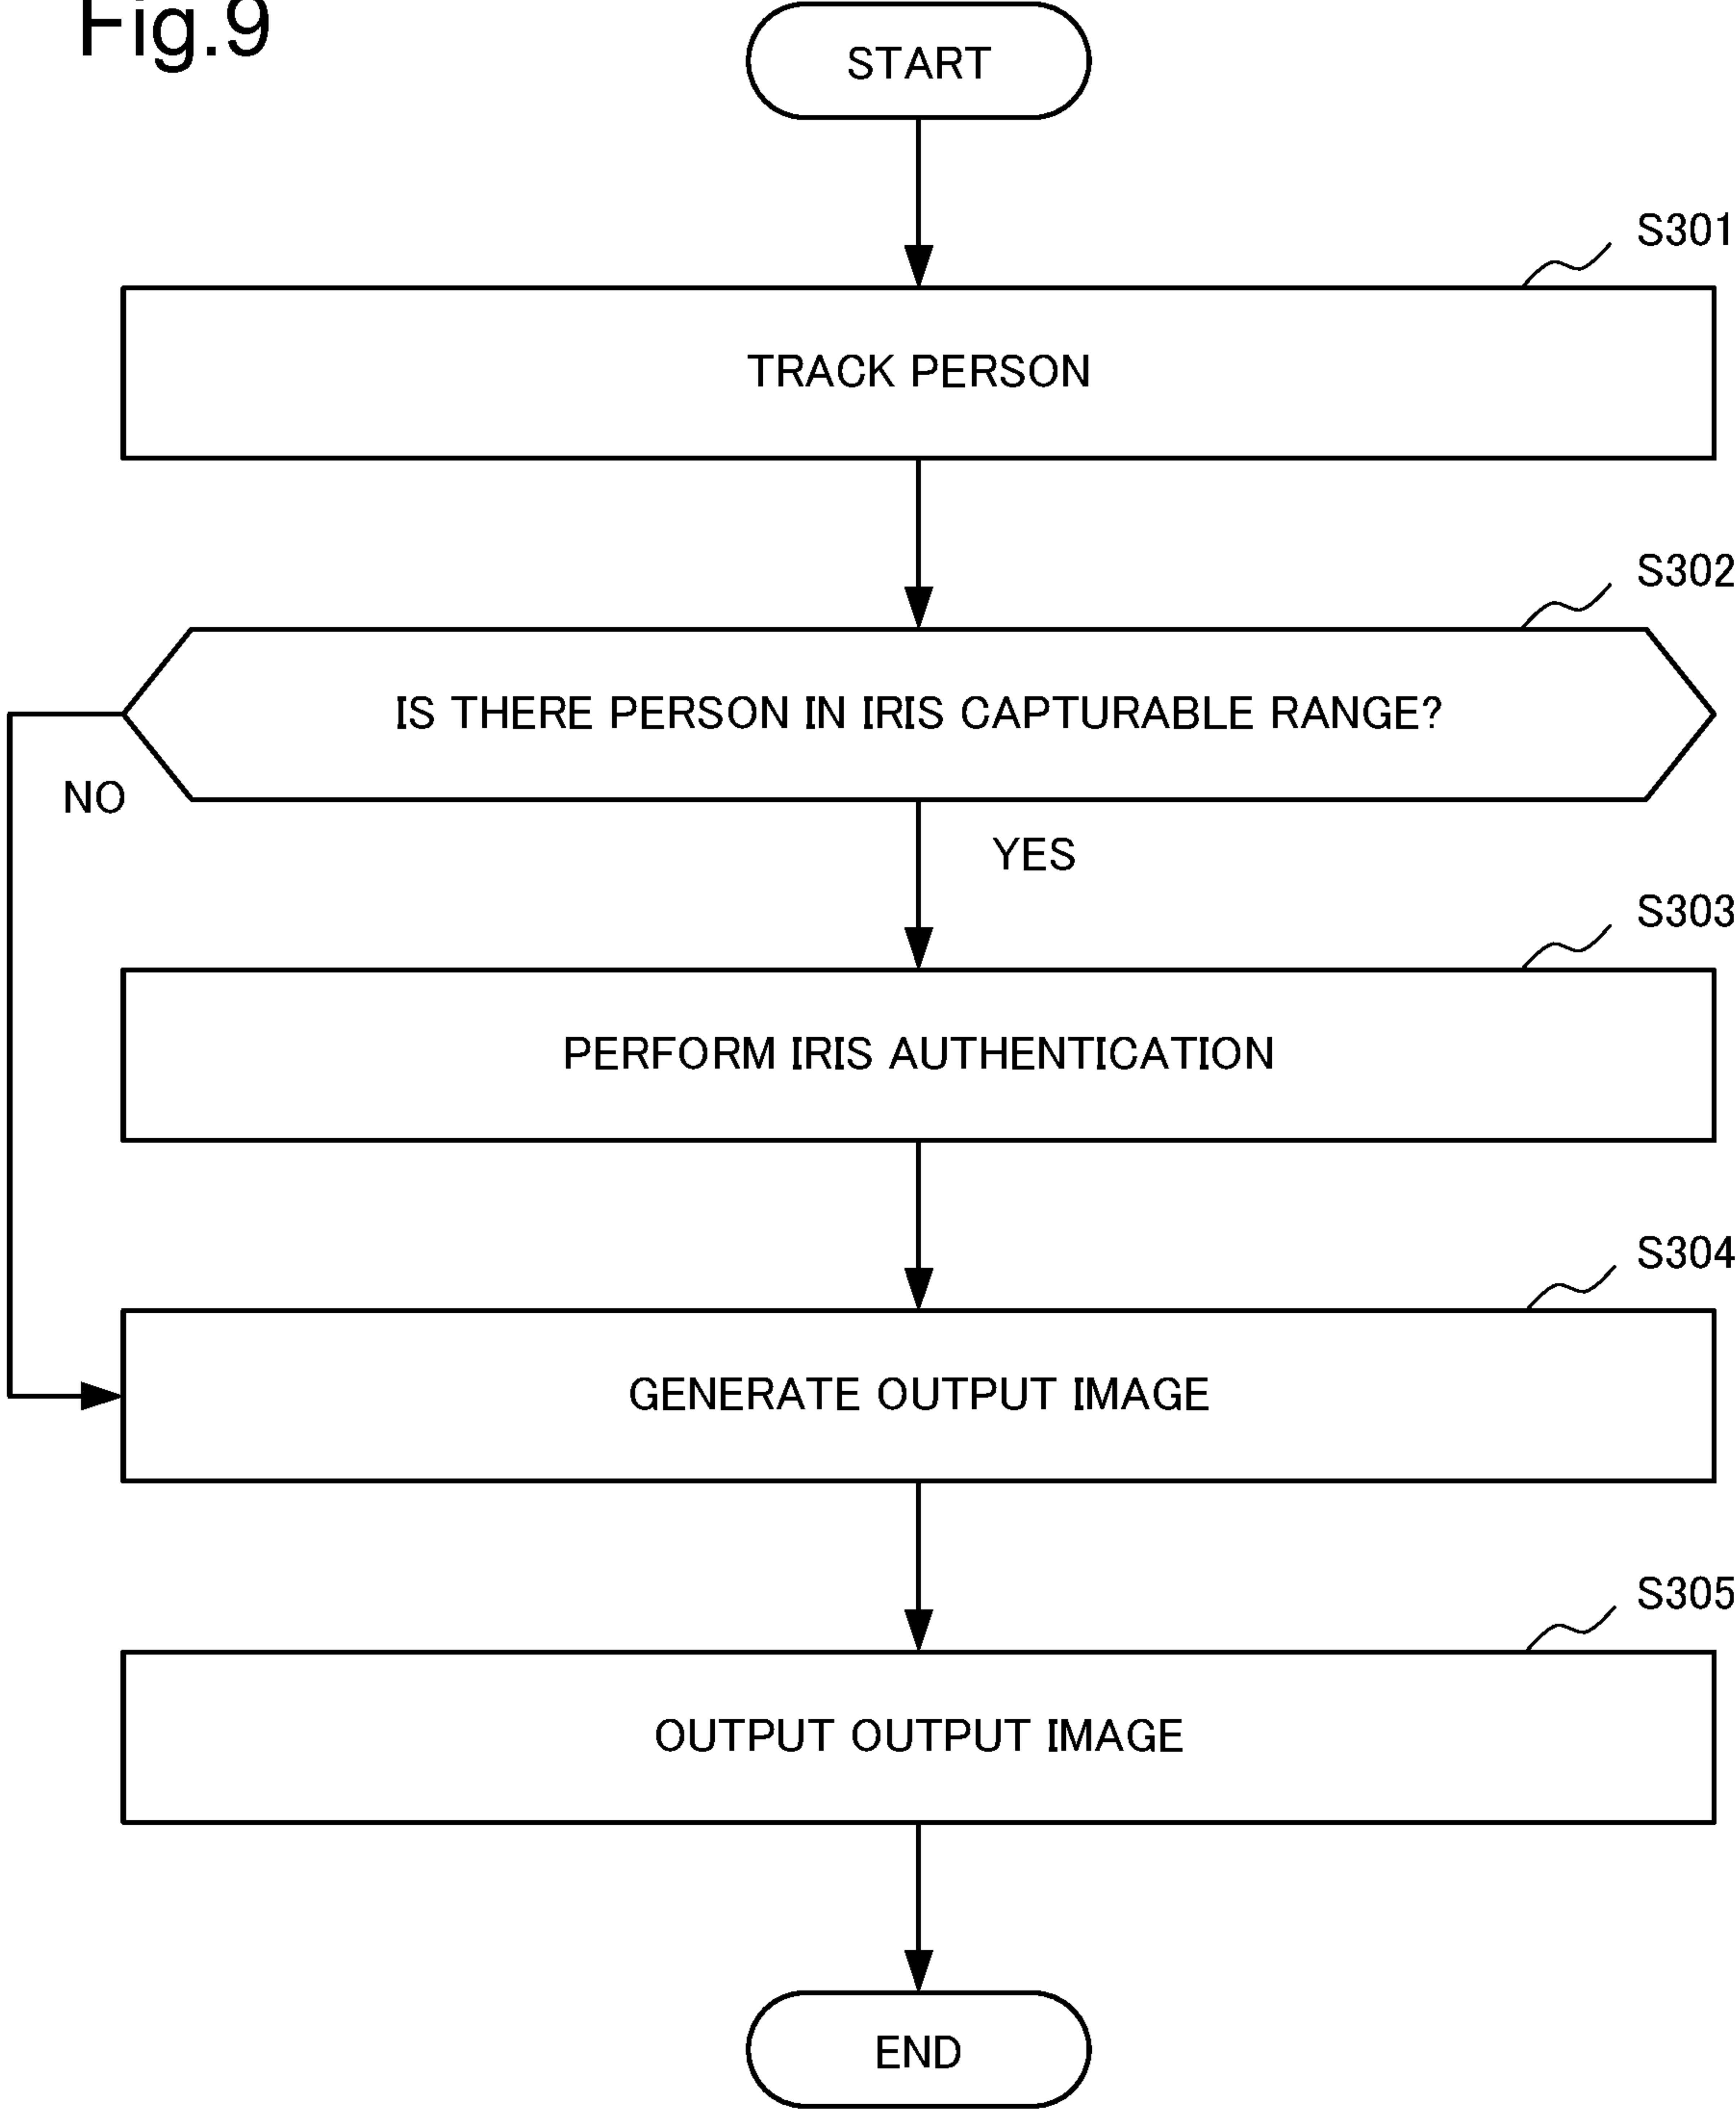 Fig.9
START
S301
TRACK PERSON
S302
IS THERE PERSON IN IRIS CAPTURABLE RANGE?
NO
YES
S303
PERFORM IRIS AUTHENTICATION
S304
GENERATE OUTPUT IMAGE
S305
OUTPUT OUTPUT IMAGE
END